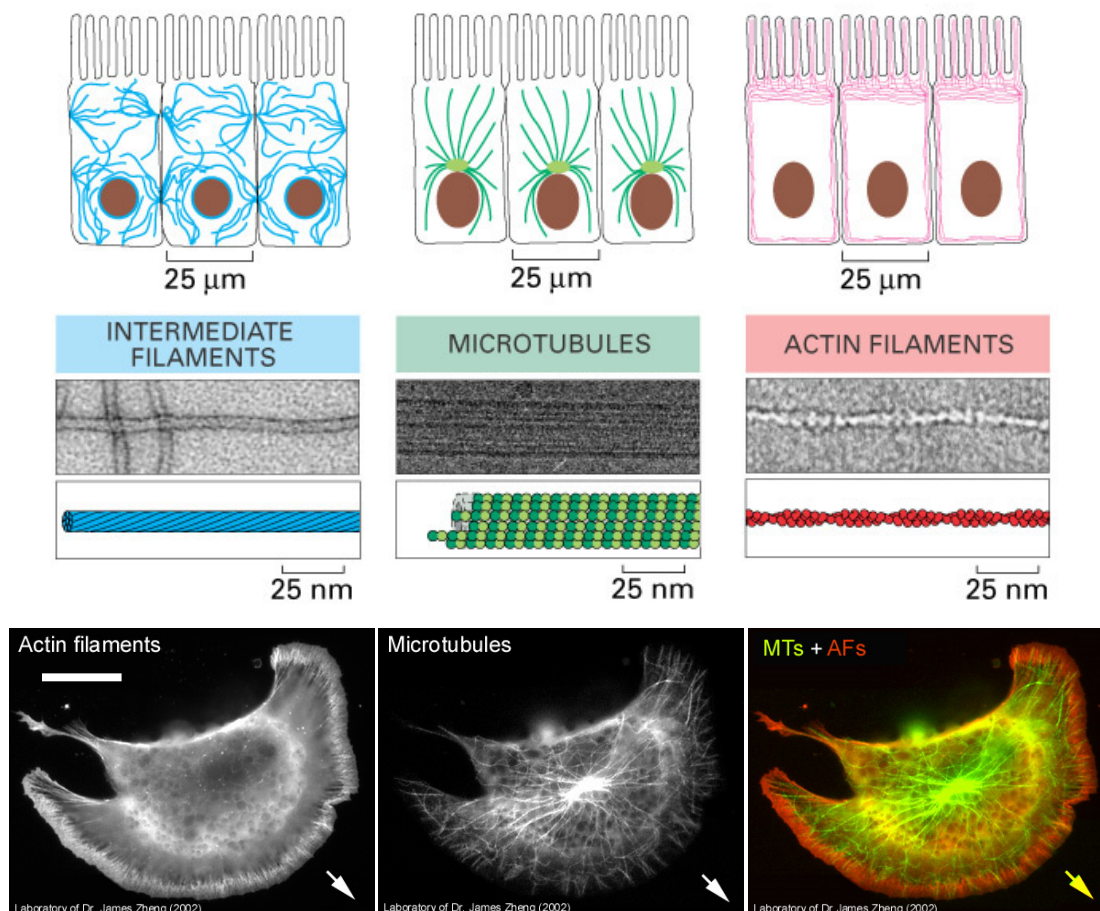 25 μm
25 μm
25 μm
INTERMEDIATE
FILAMENTS
MICROTUBULES
ACTIN FILAMENTS
25 nm
25 nm
25 nm
Actin filaments
Microtubules
MTs + AFs
Laboratory of Dr. James Zheng (2002)
Laboratory of Dr. James Zheng (2002)
Laboratory of Dr. James Zheng (2002)